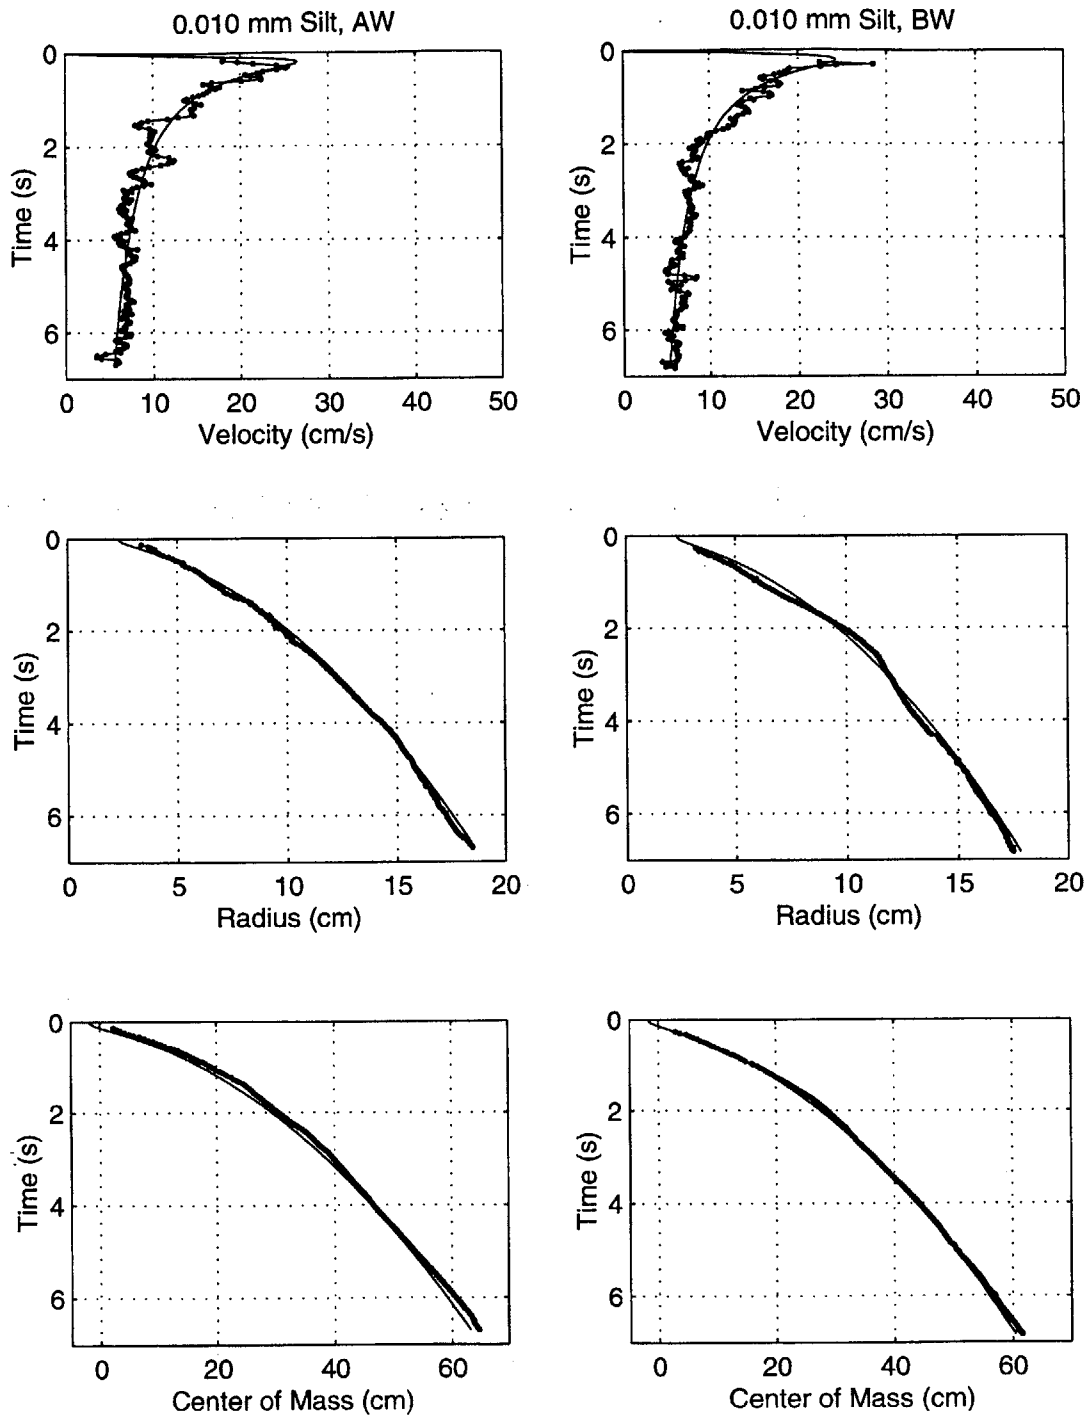 0.010 mm Silt, AW
0
2
4
6
Time (s)
0 10 20 30 40 50
Velocity (cm/s)
0.010 mm Silt, BW
0
2
4
6
Time (s)
0 10 20 30 40 50
Velocity (cm/s)
0
2
4
6
Time (s)
0 5 10 15 20
Radius (cm)
0
2
4
6
Time (s)
0 5 10 15 20
Radius (cm)
0
2
4
6
Time (s)
0 20 40 60
Center of Mass (cm)
0
2
4
6
Time (s)
0 20 40 60
Center of Mass (cm)